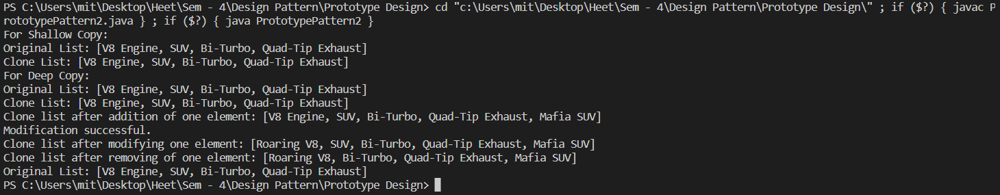 PS C:\Users\mit\Desktop\Heet\Sem - 4\Design Pattern\Prototype Design> cd "c:\Users\mit\Desktop\Heet\Sem - 4\Design Pattern\Prototype Design\" ; if ($?) { javac P
rototypePattern2.java } ; if ($?) { java PrototypePattern2 }
For Shallow Copy:
Original List: [V8 Engine, SUV, Bi-Turbo, Quad-Tip Exhaust]
Clone List: [V8 Engine, SUV, Bi-Turbo, Quad-Tip Exhaust]
For Deep Copy:
Original List: [V8 Engine, SUV, Bi-Turbo, Quad-Tip Exhaust]
Clone List: [V8 Engine, SUV, Bi-Turbo, Quad-Tip Exhaust]
Clone list after addition of one element: [V8 Engine, SUV, Bi-Turbo, Quad-Tip Exhaust, Mafia SUV]
Modification successful.
Clone list after modifying one element: [Roaring V8, SUV, Bi-Turbo, Quad-Tip Exhaust, Mafia SUV]
Clone list after removing of one element: [Roaring V8, Bi-Turbo, Quad-Tip Exhaust, Mafia SUV]
Original List: [V8 Engine, SUV, Bi-Turbo, Quad-Tip Exhaust]
PS C:\Users\mit\Desktop\Heet\Sem - 4\Design Pattern\Prototype Design>